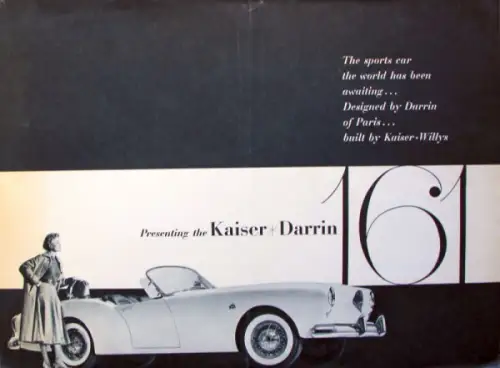 The sports car
the world has been
awaiting...
Designed by Darrin
of Paris...
built by Kaiser-Willys
Presenting the Kaiser Darrin 161